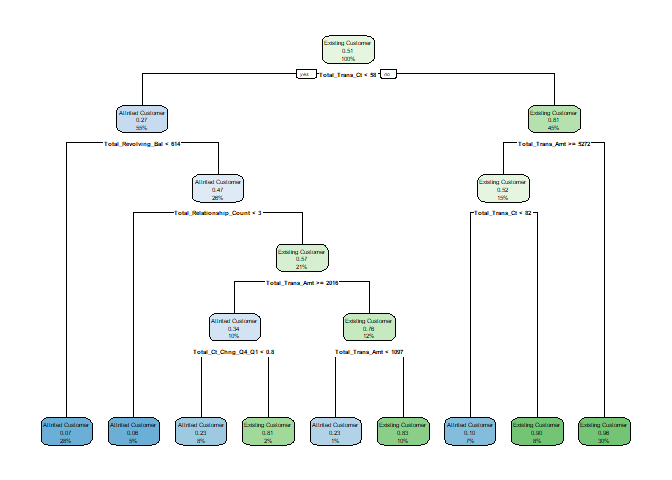 Existing Customer
0.51
100%
yes Total_Trans_Ct < 58 no
Attrited Customer
0.27
55%
Existing Customer
0.81
45%
Total_Revolving_Bal < 614
Total_Trans_Amt >= 5272
Attrited Customer
0.47
26%
Existing Customer
0.52
15%
Total_Relationship_Count < 3
Total_Trans_Ct < 82
Existing Customer
0.57
21%
Total_Trans_Amt >= 2016
Attrited Customer
0.34
10%
Existing Customer
0.76
12%
Total_Ct_Chng_Q4_Q1 < 0.8
Total_Trans_Amt < 1097
Attrited Customer
0.07
28%
Attrited Customer
0.06
5%
Attrited Customer
0.23
8%
Existing Customer
0.81
2%
Attrited Customer
0.23
1%
Existing Customer
0.83
10%
Attrited Customer
0.10
7%
Existing Customer
0.90
8%
Existing Customer
0.96
30%